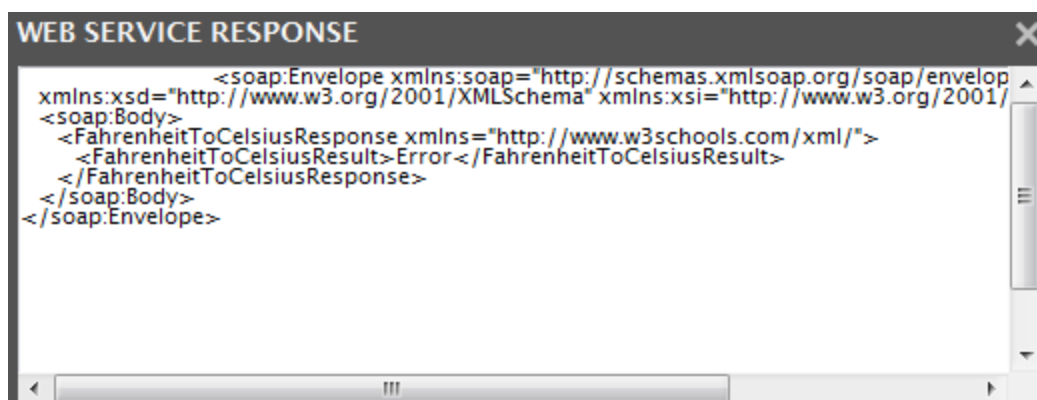 WEB SERVICE RESPONSE
<soap:Envelope xmlns:soap="http://schemas.xmlsoap.org/soap/envelop
xmlns:xsd="http://www.w3.org/2001/XMLSchema" xmlns:xsi="http://www.w3.org/2001/
<soap:Body>
<FahrenheitToCelsiusResponse xmlns="http://www.w3schools.com/xml/">
<FahrenheitToCelsiusResult>Error</FahrenheitToCelsiusResult>
</FahrenheitToCelsiusResponse>
</soap:Body>
</soap:Envelope>